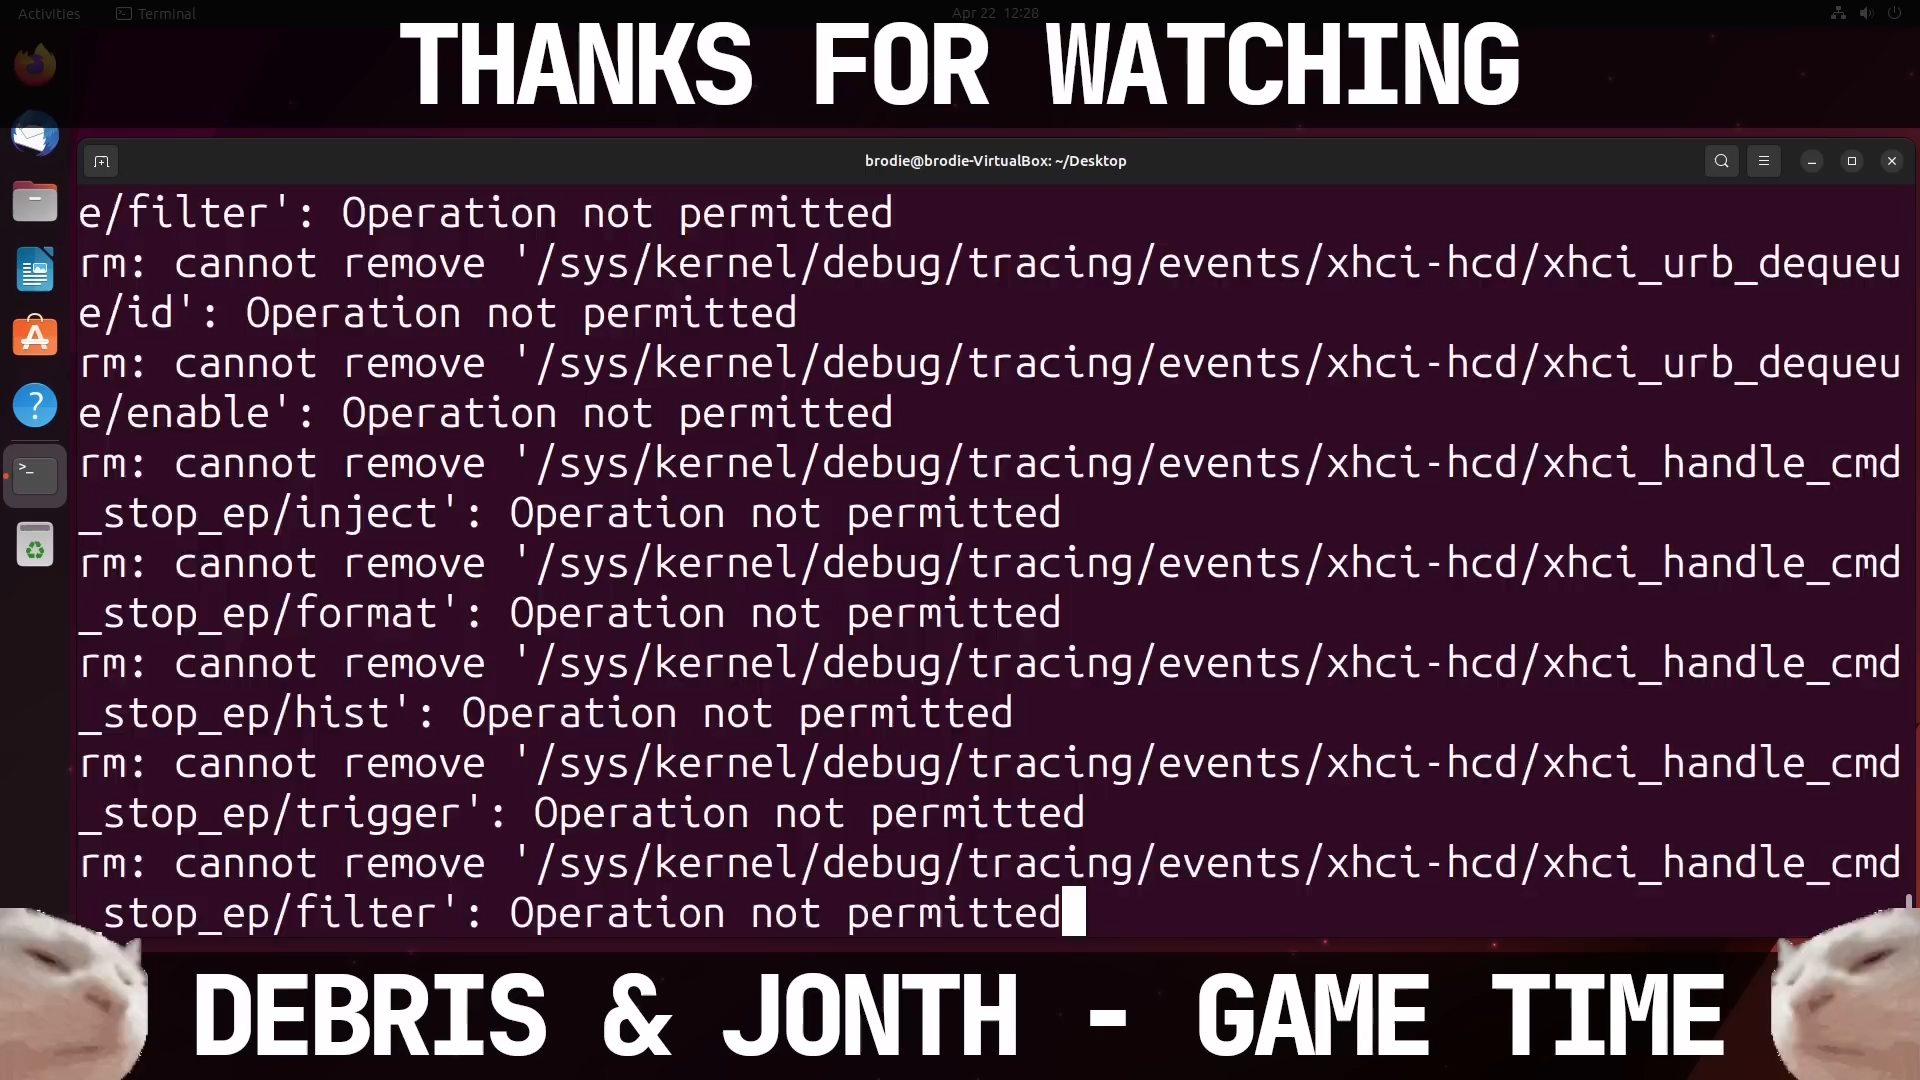 Activities
Terminal
Apr 22 12:28
THANKS FOR WATCHING
brodie@brodie-VirtualBox: ~/Desktop
e/filter': Operation not permitted
rm: cannot remove '/sys/kernel/debug/tracing/events/xhci-hcd/xhci_urb_dequeu
e/id': Operation not permitted
rm: cannot remove '/sys/kernel/debug/tracing/events/xhci-hcd/xhci_urb_dequeu
e/enable': Operation not permitted
rm: cannot remove '/sys/kernel/debug/tracing/events/xhci-hcd/xhci_handle_cmd
_stop_ep/inject': Operation not permitted
rm: cannot remove '/sys/kernel/debug/tracing/events/xhci-hcd/xhci_handle_cmd
_stop_ep/format': Operation not permitted
rm: cannot remove '/sys/kernel/debug/tracing/events/xhci-hcd/xhci_handle_cmd
_stop_ep/hist': Operation not permitted
rm: cannot remove '/sys/kernel/debug/tracing/events/xhci-hcd/xhci_handle_cmd
_stop_ep/trigger': Operation not permitted
rm: cannot remove '/sys/kernel/debug/tracing/events/xhci-hcd/xhci_handle_cmd
_stop_ep/filter': Operation not permitted
DEBRIS & JONTH - GAME TIME